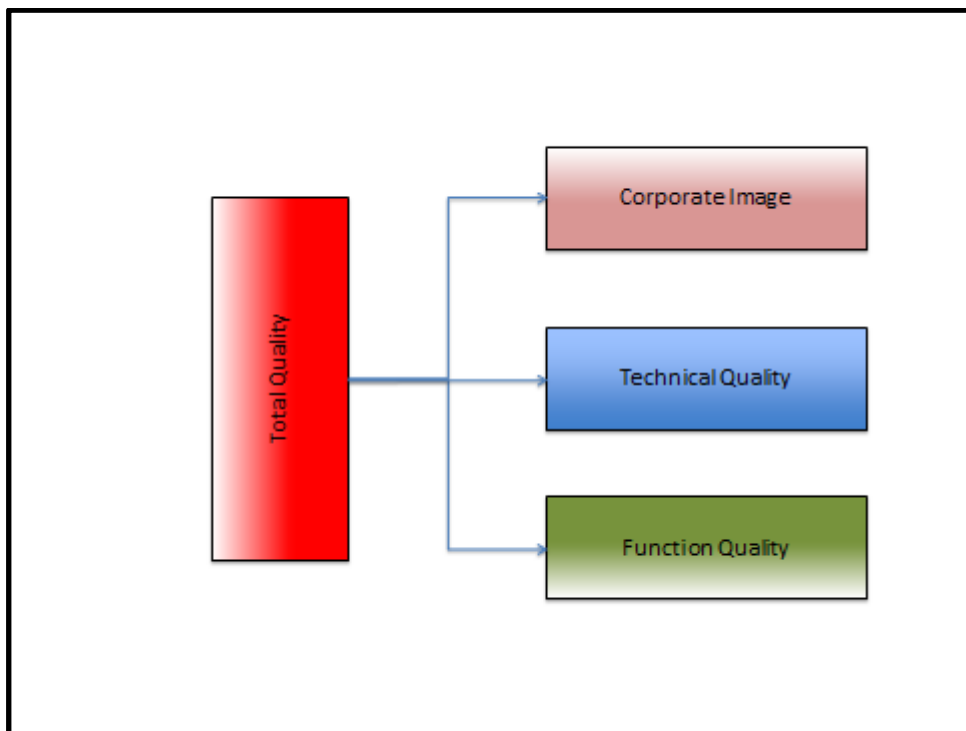 Total Quality
Corporate Image
Technical Quality
Function Quality